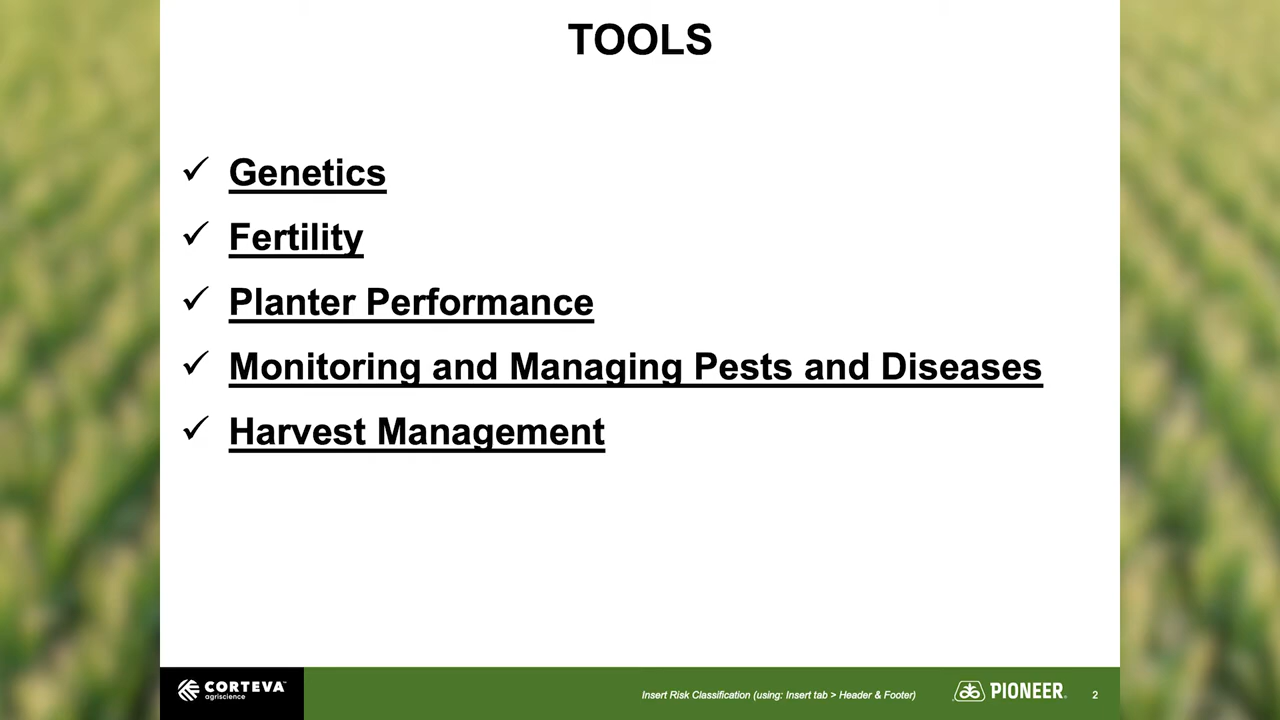 TOOLS
✓ Genetics
✓ Fertility
✓ Planter Performance
✓ Monitoring and Managing Pests and Diseases
✓ Harvest Management
CORTEVA™
agriscience
Insert Risk Classification (using: Insert tab > Header & Footer)
PIONEER®
2